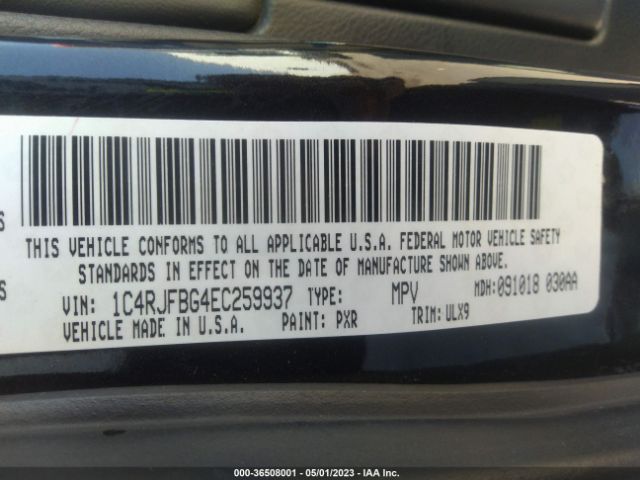 THIS VEHICLE CONFORMS TO ALL APPLICABLE U.S.A. FEDERAL MOTOR VEHICLE SAFETY
S STANDARDS IN EFFECT ON THE DATE OF MANUFACTURE SHOWN ABOVE.
S VIN: 1C4RJFBG4EC259937 TYPE: MPV MDH:091018 030AA
VEHICLE MADE IN U.S.A. PAINT: PXR TRIM: ULX9
000-36508001 - 05/01/2023 - IAA Inc.